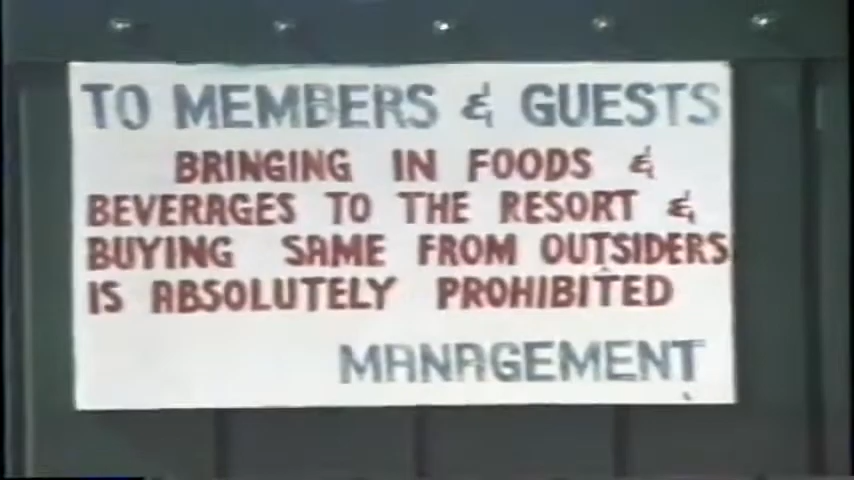 TO MEMBERS & GUESTS
BRINGING IN FOODS &
BEVERAGES TO THE RESORT &
BUYING SAME FROM OUTSIDERS
IS ABSOLUTELY PROHIBITED
MANAGEMENT